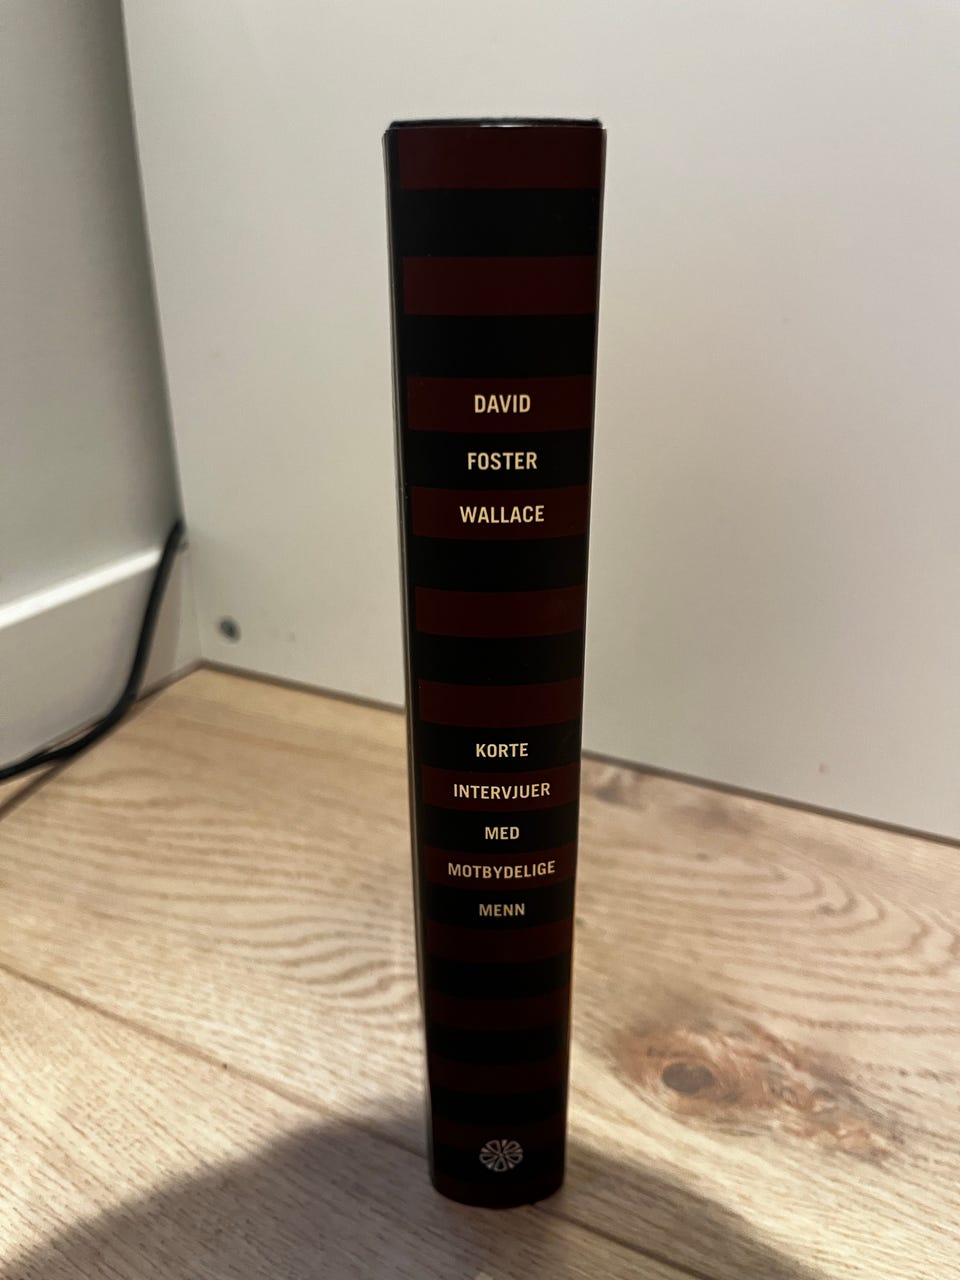 DAVID
FOSTER
WALLACE
KORTE
INTERVJUER
MED
MOTBYDELIGE
MENN